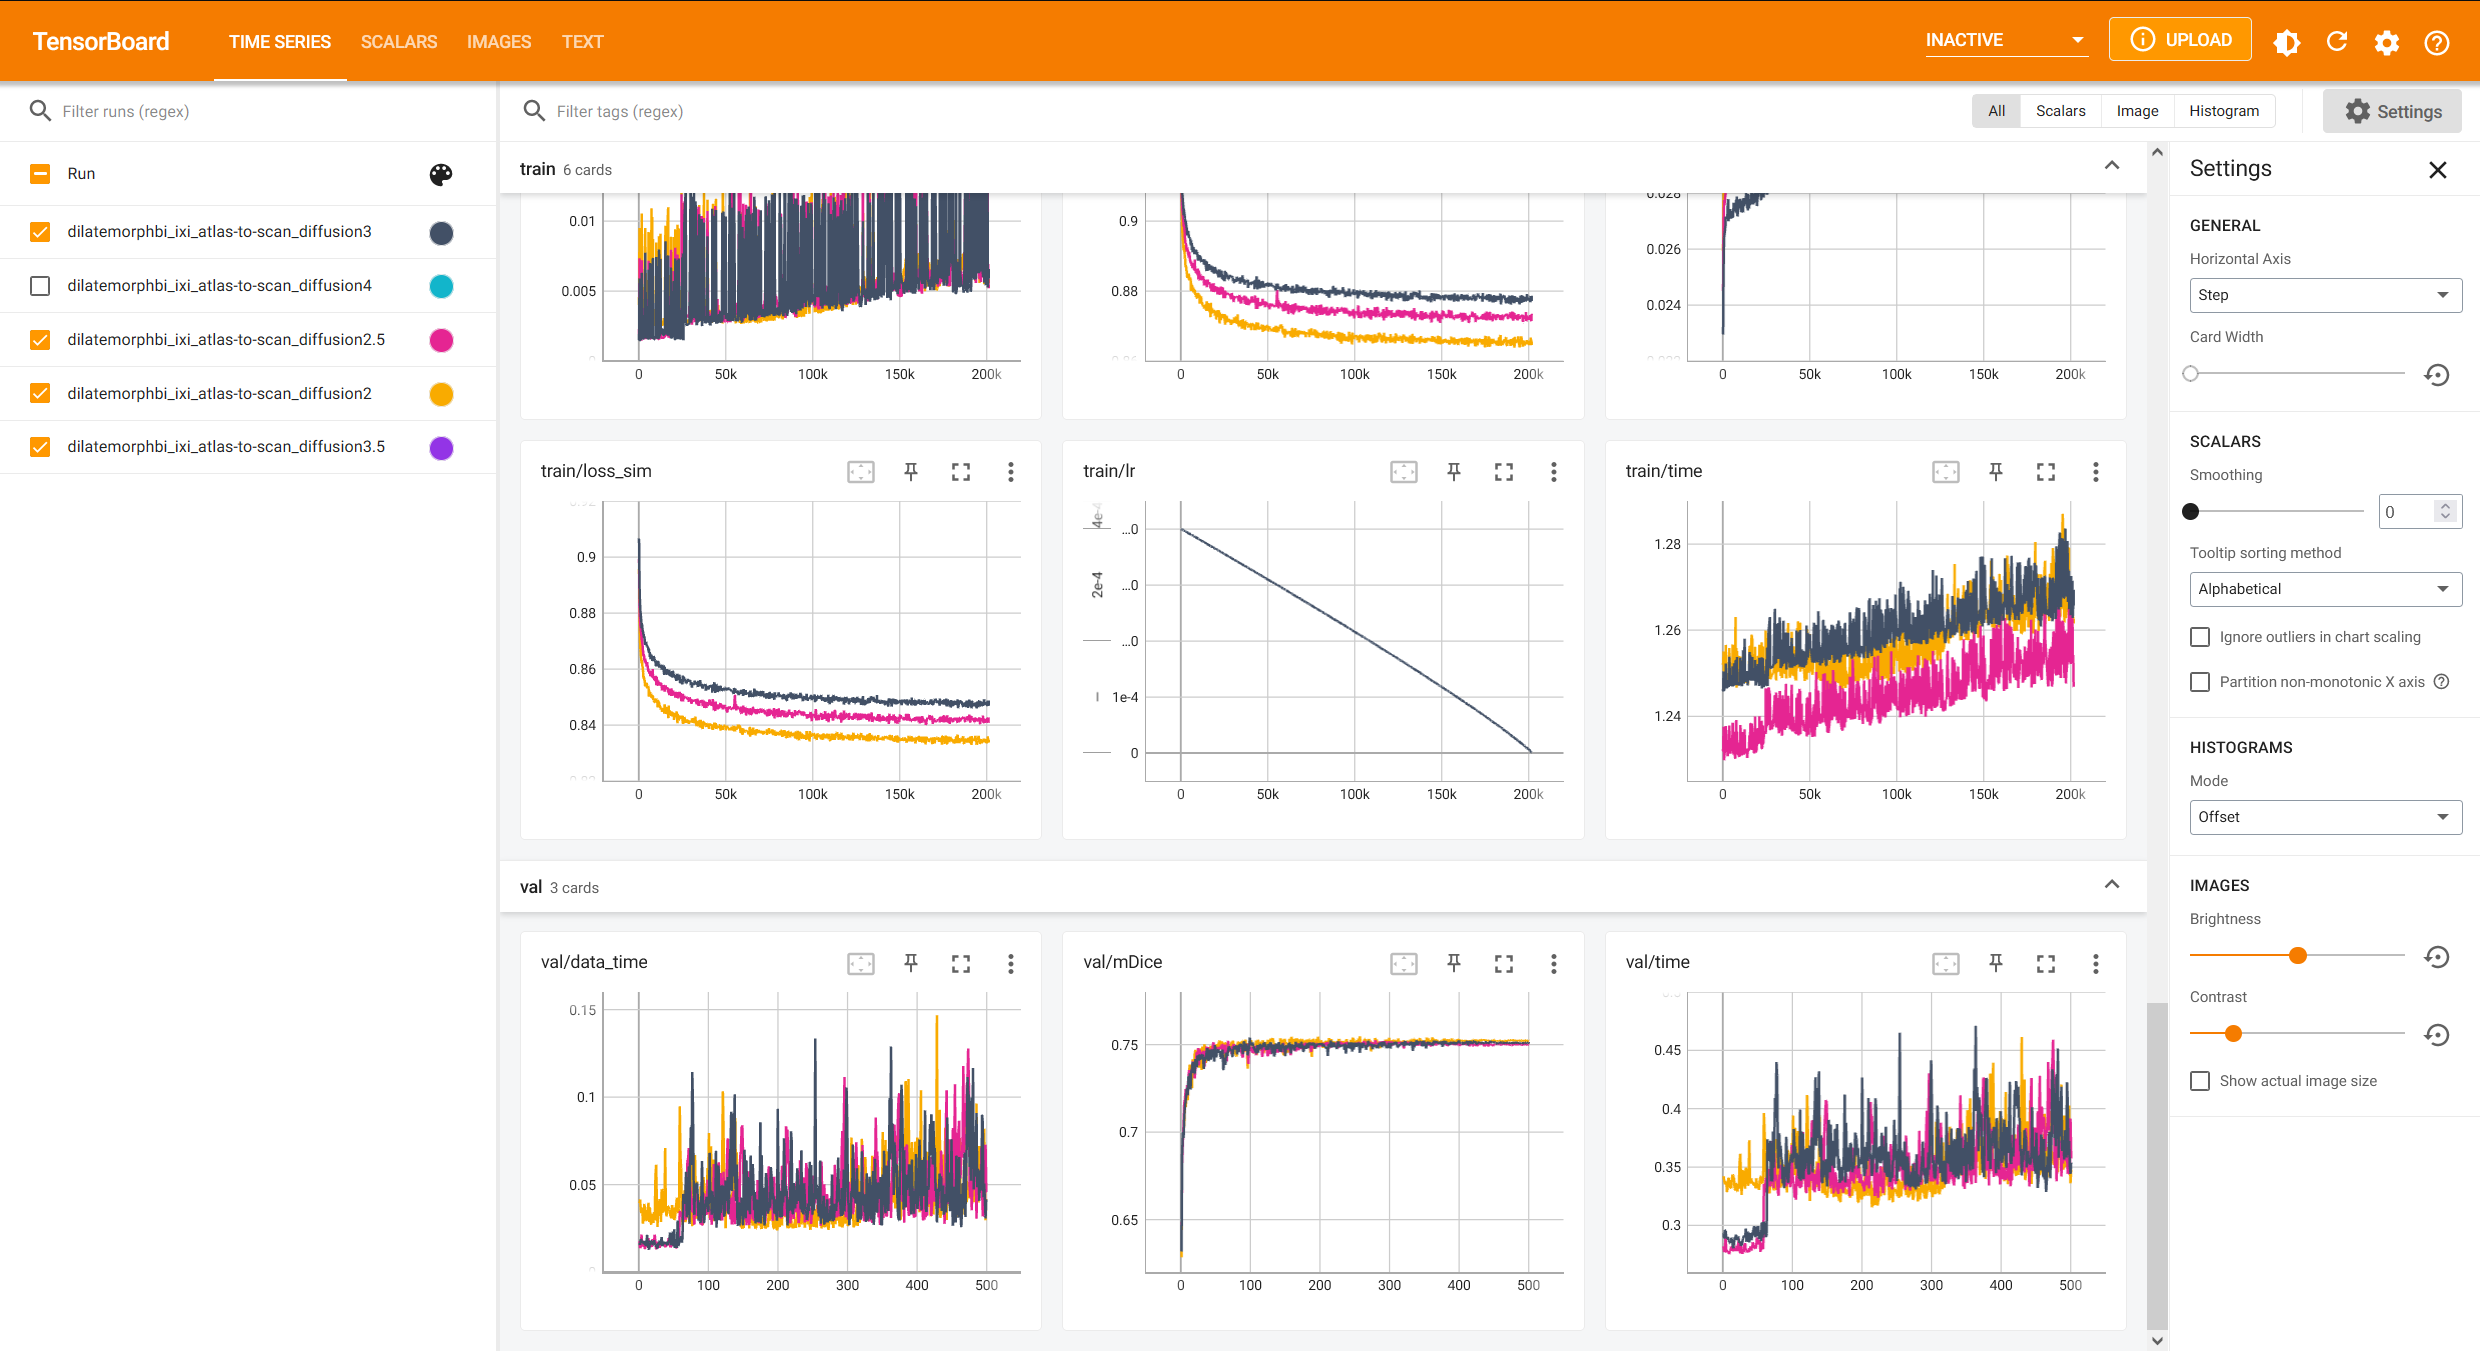 TensorBoard TIME SERIES SCALARS IMAGES TEXT INACTIVE UPLOAD
Filter runs (regex)
Run
dilatemorphbi_ixi_atlas-to-scan_diffusion3
dilatemorphbi_ixi_atlas-to-scan_diffusion4
dilatemorphbi_ixi_atlas-to-scan_diffusion2.5
dilatemorphbi_ixi_atlas-to-scan_diffusion2
dilatemorphbi_ixi_atlas-to-scan_diffusion3.5
Filter tags (regex)
All Scalars Image Histogram
Settings
train 6 cards
0.01
0.005
0 50k 100k 150k 200k
0.9
0.88
0 50k 100k 150k 200k
0.028
0.026
0.024
0 50k 100k 150k 200k
train/loss_sim
0.92
0.9
0.88
0.86
0.84
0 50k 100k 150k 200k
train/lr
4e-4
2e-4
...0
...0
...0
1e-4
0
0 50k 100k 150k 200k
train/time
1.28
1.26
1.24
0 50k 100k 150k 200k
val 3 cards
val/data_time
0.15
0.1
0.05
0 100 200 300 400 500
val/mDice
0.75
0.7
0.65
0 100 200 300 400 500
val/time
0.45
0.4
0.35
0.3
0 100 200 300 400 500
Settings
GENERAL
Horizontal Axis
Step
Card Width
SCALARS
Smoothing
0
Tooltip sorting method
Alphabetical
Ignore outliers in chart scaling
Partition non-monotonic X axis
HISTOGRAMS
Mode
Offset
IMAGES
Brightness
Contrast
Show actual image size